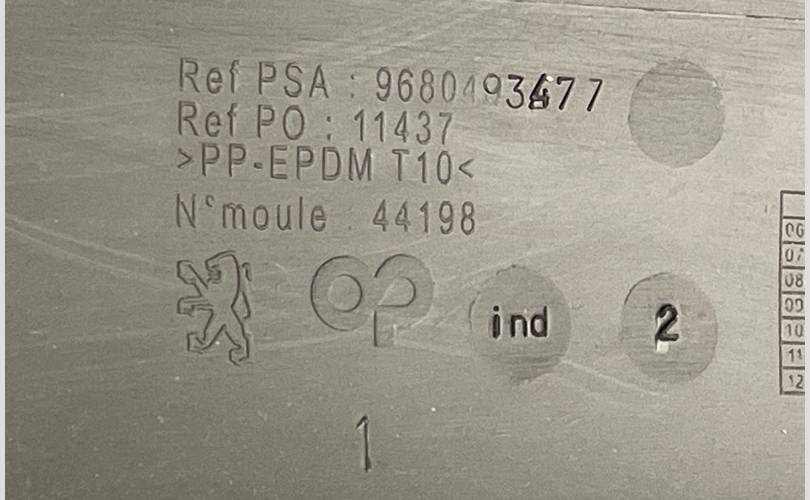 Ref PSA :
Ref PO : 11437
>PP-EPDM T10<
N°moule : 44198
ind
2
1
06
07
08
09
10
11
12